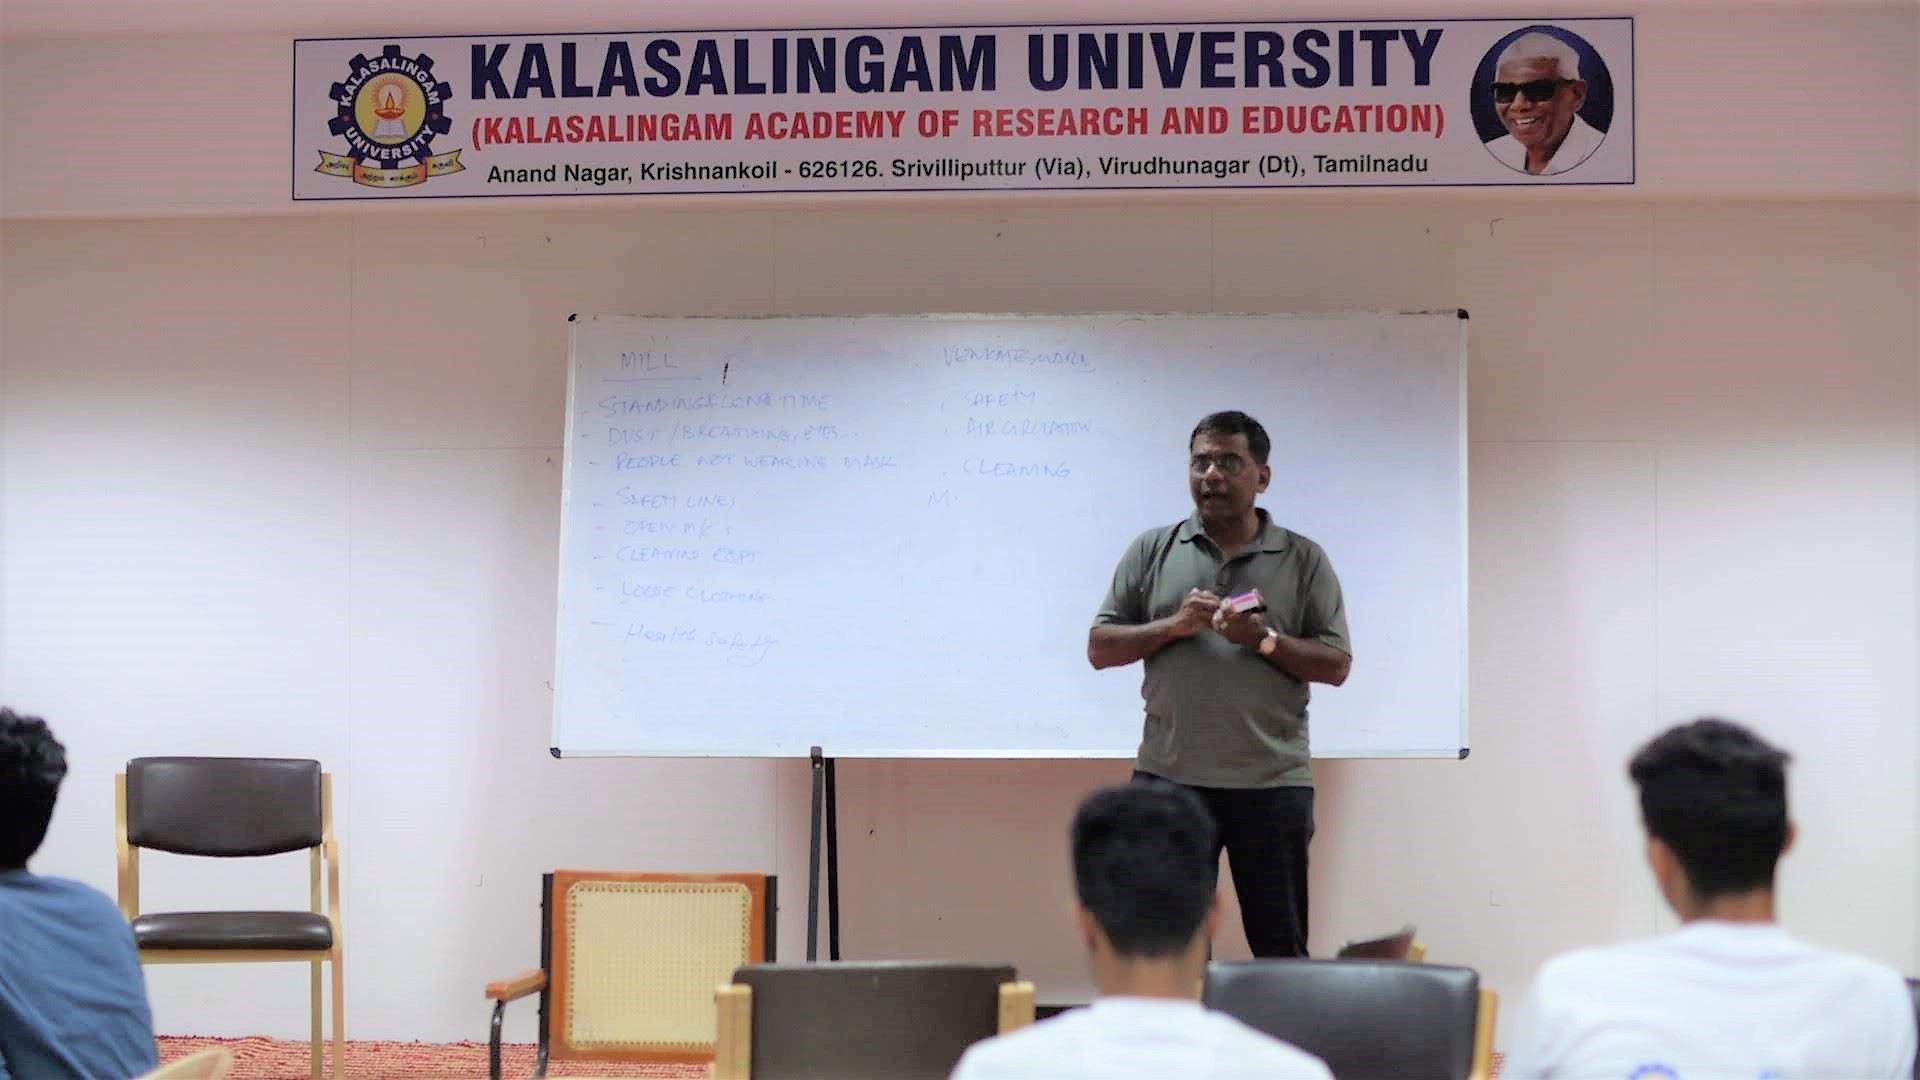 KALASALINGAM UNIVERSITY
KALASALINGAM UNIVERSITY
(KALASALINGAM ACADEMY OF RESEARCH AND EDUCATION)
Anand Nagar, Krishnankoil - 626126. Srivilliputtur (Via), Virudhunagar (Dt), Tamilnadu
MILL
- STANDING & LONG TIME
- DUST / BREATHING, EYES..
- PEOPLE NOT WEARING MASK
- SAFETY LINES
- OPEN M/C
- CLEANING EQPT
- LOOSE CLOTHING
- Health safety
VENKATESWARA
. SAFETY
. AIR CIRCULATION
. CLEANING
M.